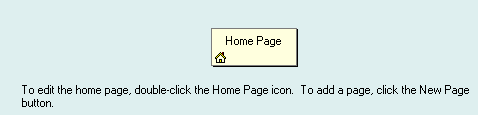 Home Page
To edit the home page, double-click the Home Page icon.  To add a page, click the New Page
button.